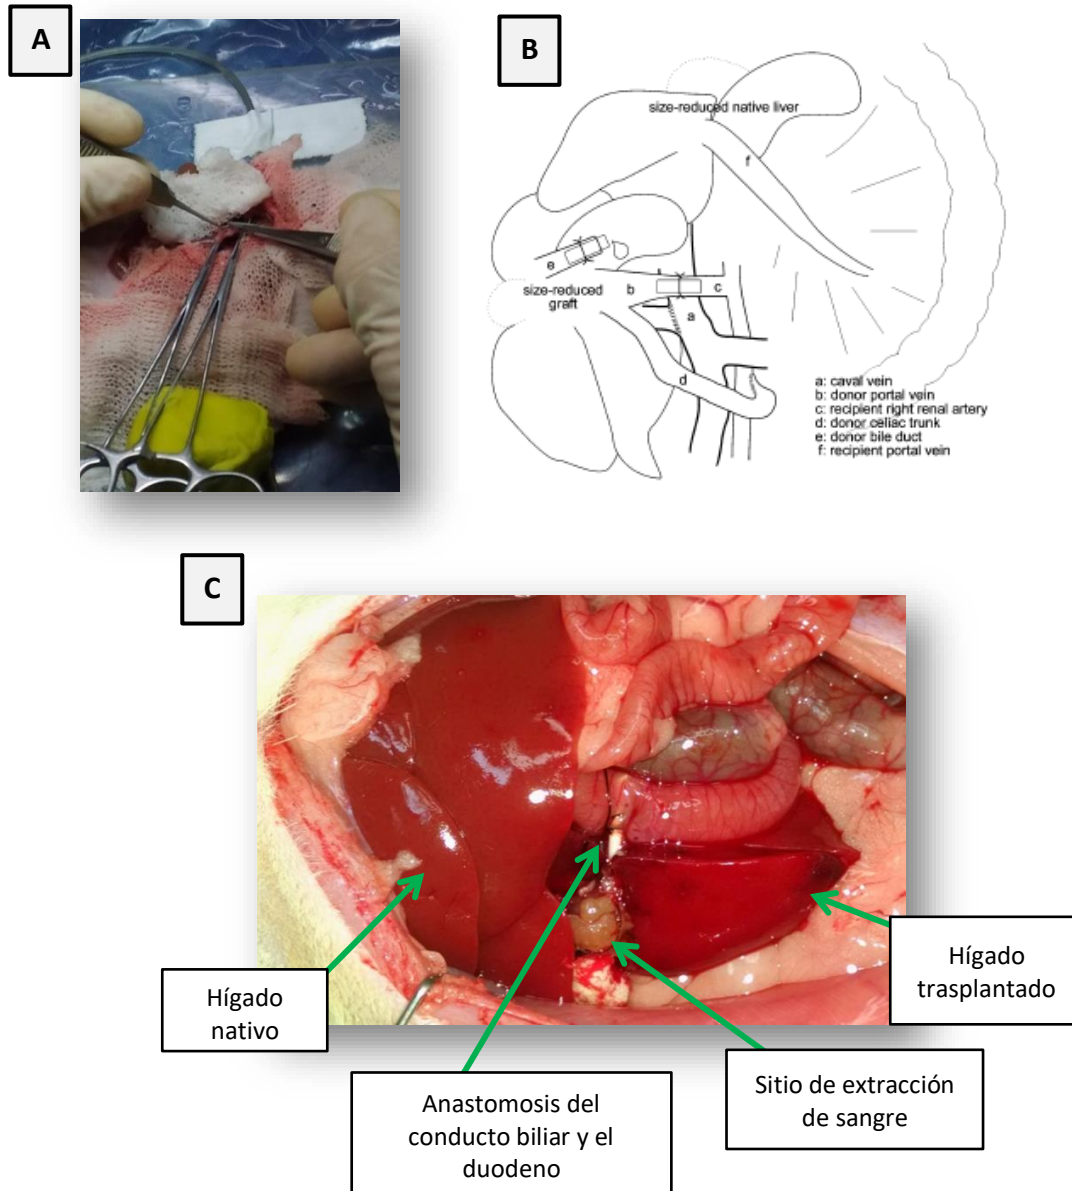 A
B
size-reduced native liver
f
e
size-reduced
graft
b
c
a
d
a: caval vein
b: donor portal vein
c: recipient right renal artery
d: donor celiac trunk
e: donor bile duct
f: recipient portal vein
C
Hígado
nativo
Anastomosis del
conducto biliar y el
duodeno
Sitio de extracción
de sangre
Hígado
trasplantado